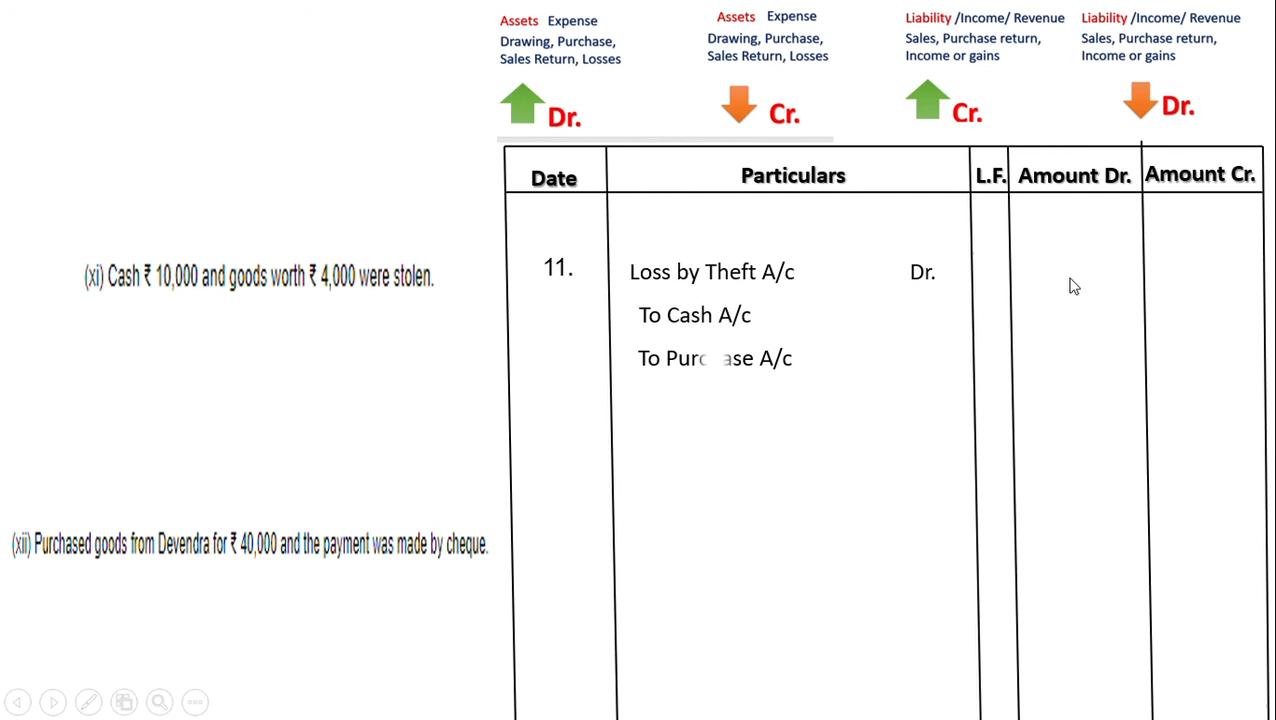 Assets Expense
Drawing, Purchase,
Sales Return, Losses
Dr.
Assets Expense
Drawing, Purchase,
Sales Return, Losses
Cr.
Liability /Income/ Revenue
Sales, Purchase return,
Income or gains
Cr.
Liability /Income/ Revenue
Sales, Purchase return,
Income or gains
Dr.
Date Particulars L.F. Amount Dr. Amount Cr.
(xi) Cash ₹ 10,000 and goods worth ₹ 4,000 were stolen.
11. Loss by Theft A/c Dr.
To Cash A/c
To Purchase A/c
(xii) Purchased goods from Devendra for ₹ 40,000 and the payment was made by cheque.